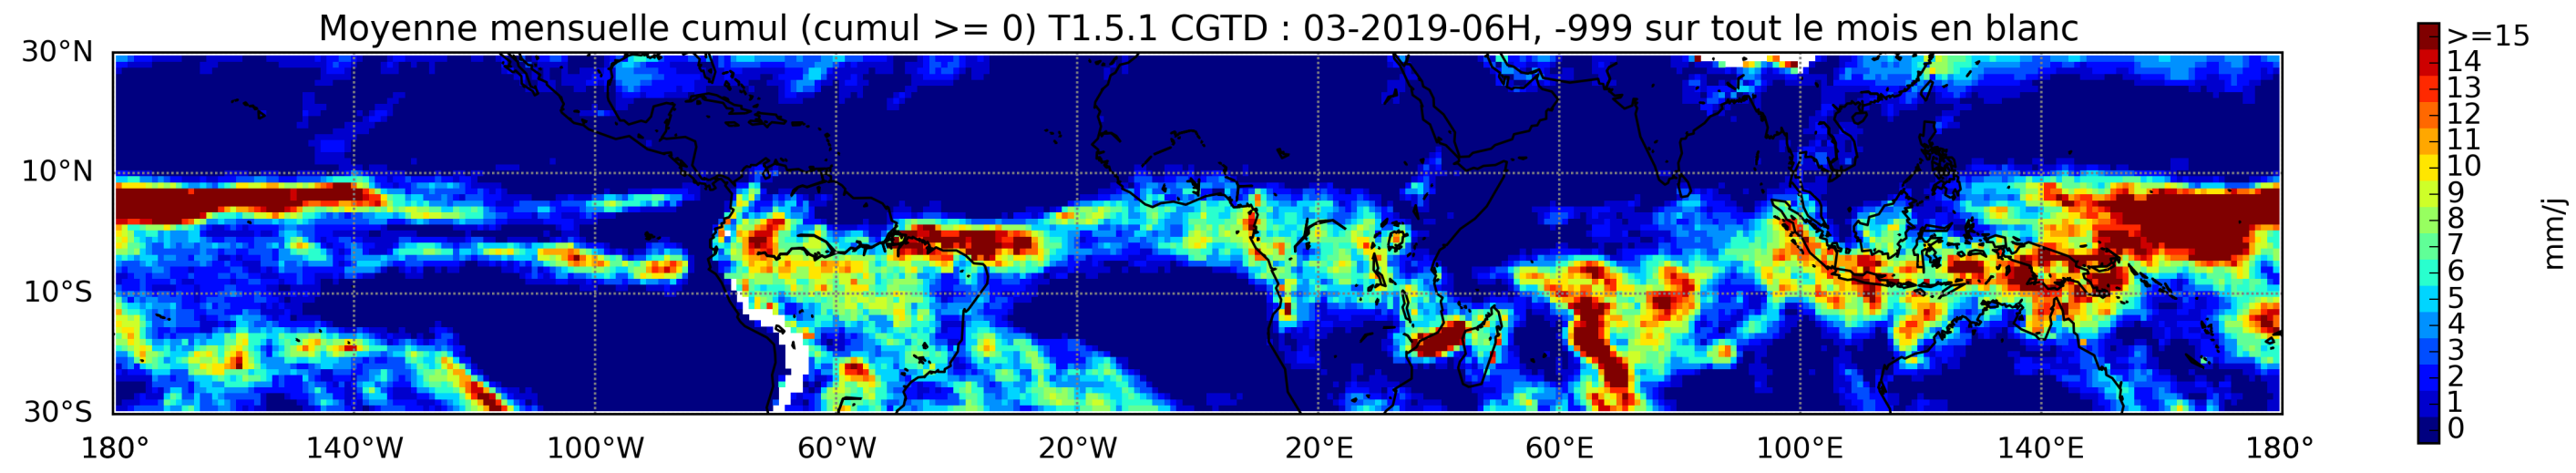 Moyenne mensuelle cumul (cumul >= 0) T1.5.1 CGTD : 03-2019-06H, -999 sur tout le mois en blanc
30°N
10°N
10°S
30°S
180°
140°W
100°W
60°W
20°W
20°E
60°E
100°E
140°E
180°
>=15
14
13
12
11
10
9
8
7
6
5
4
3
2
1
0
mm/j